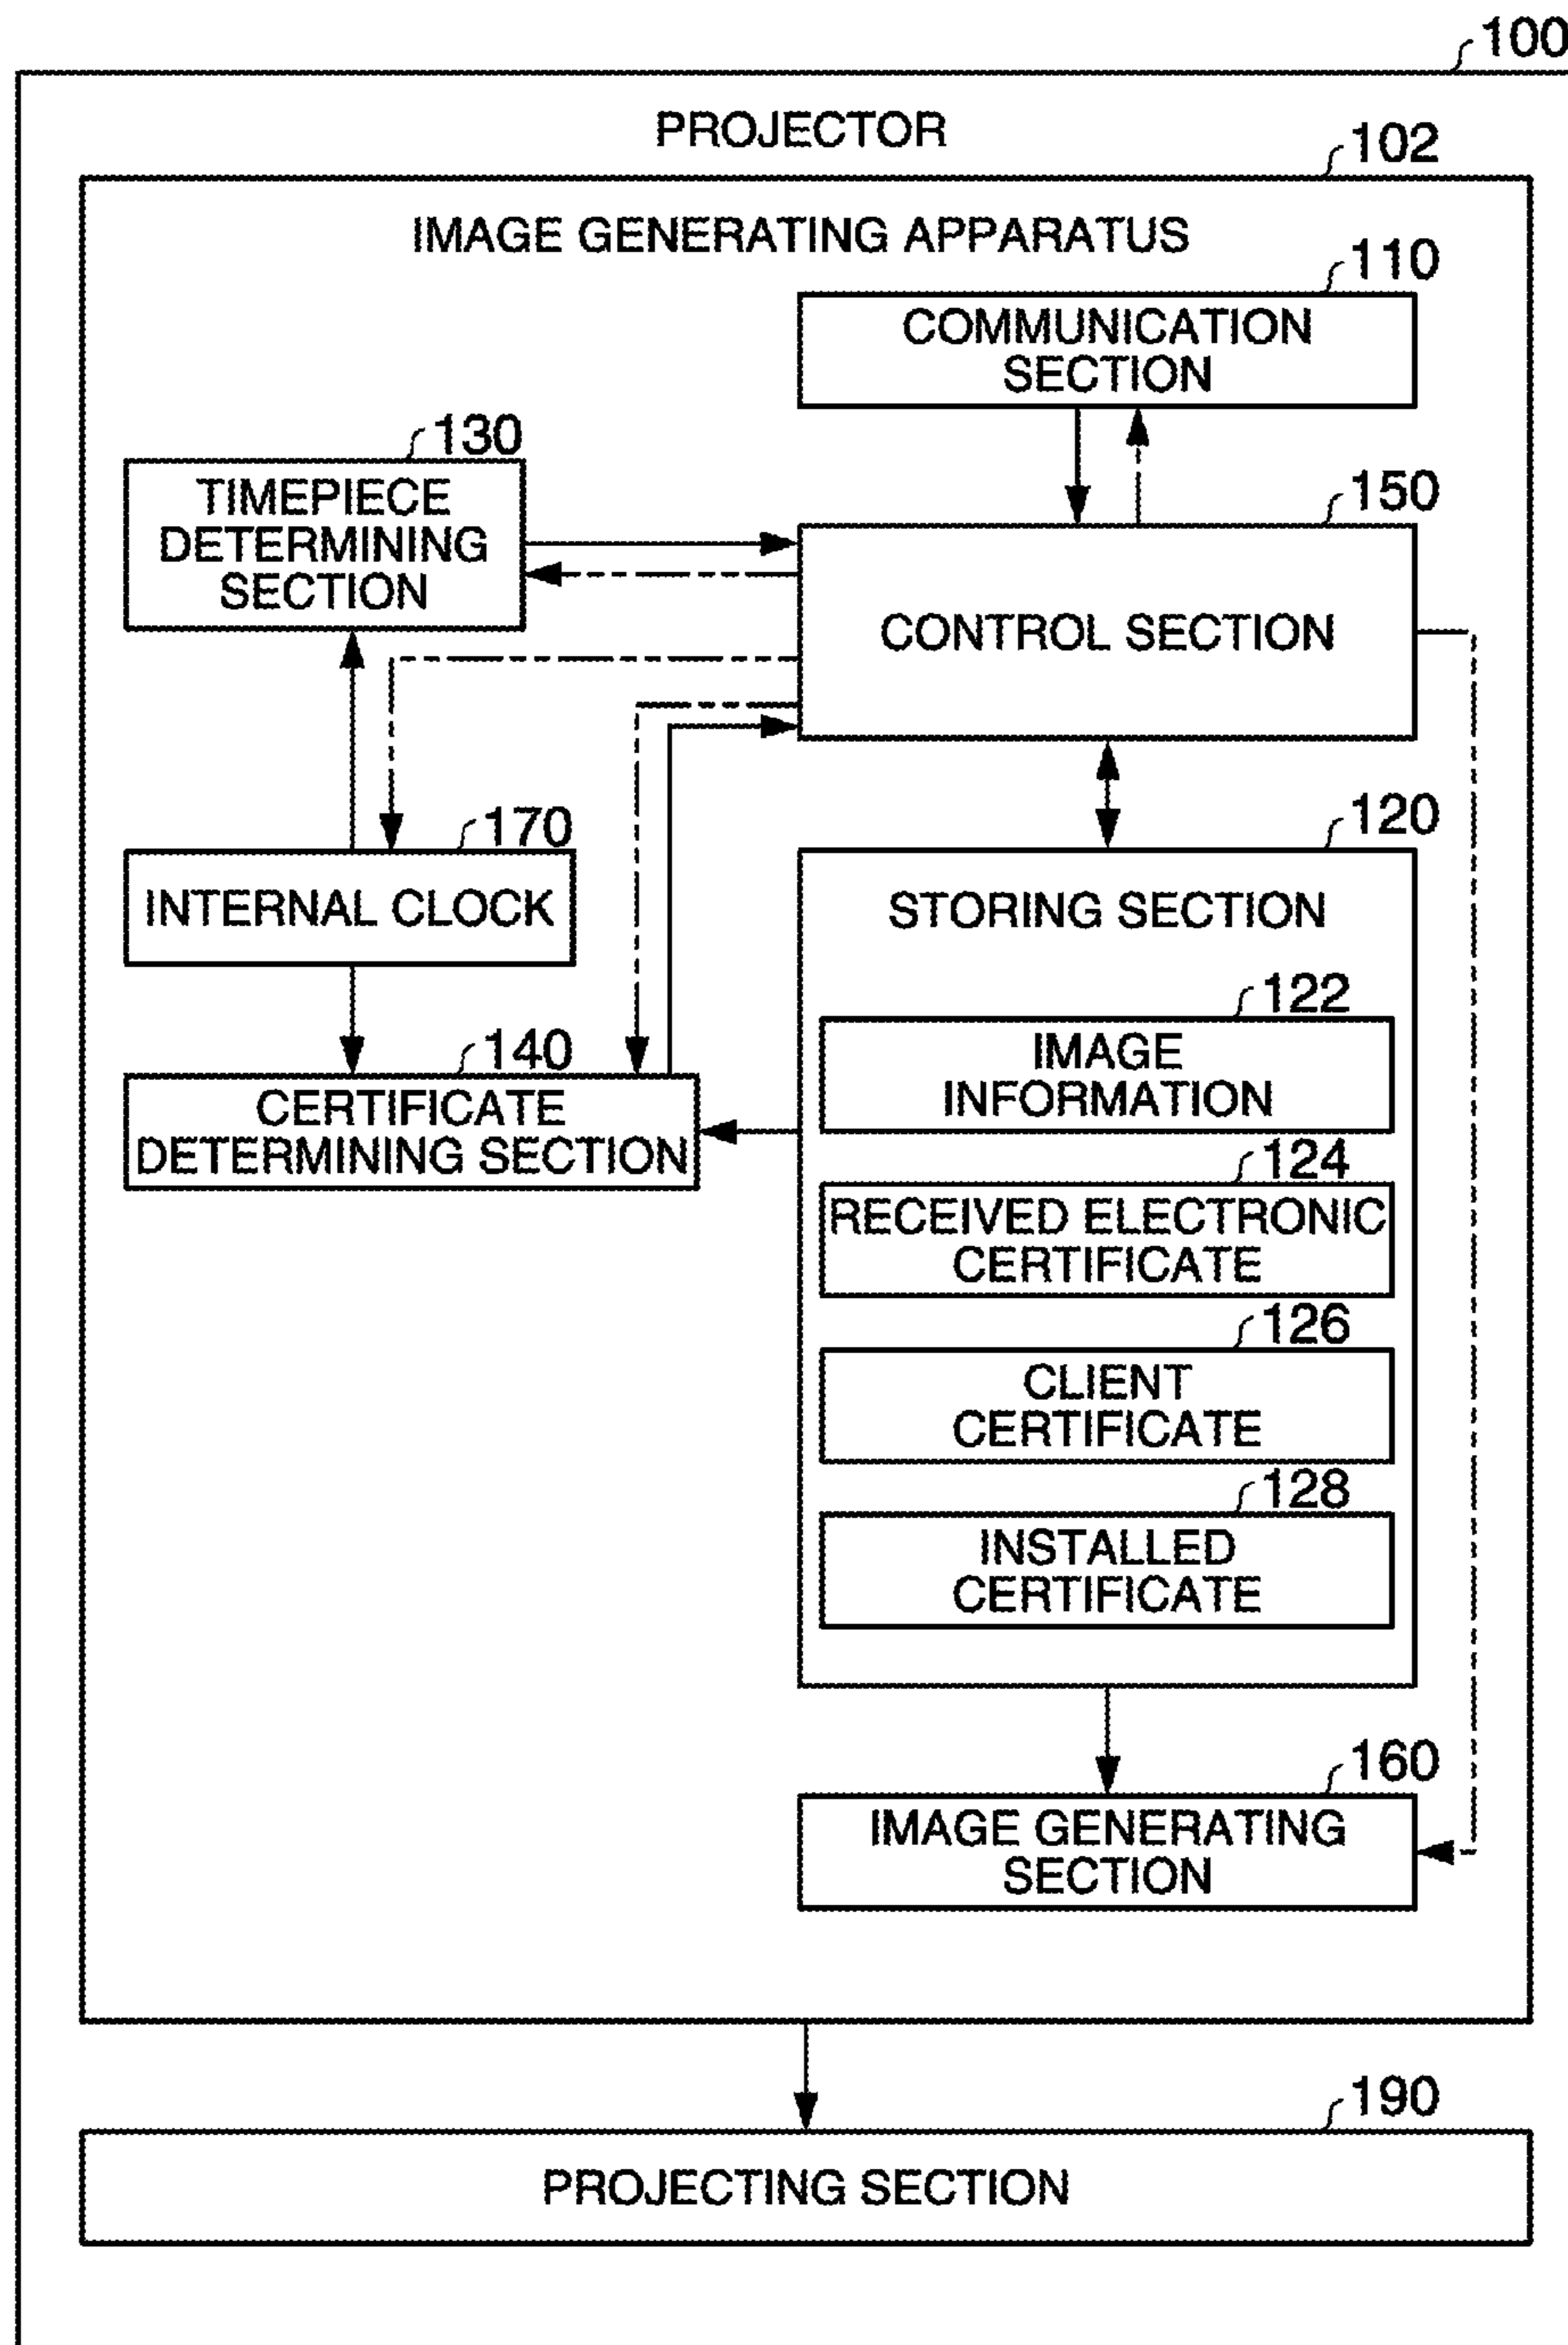 100
PROJECTOR
102
IMAGE GENERATING APPARATUS
110
COMMUNICATION
SECTION
130
TIMEPIECE
DETERMINING
SECTION
150
CONTROL SECTION
170
INTERNAL CLOCK
120
STORING SECTION
122
IMAGE
INFORMATION
140
CERTIFICATE
DETERMINING SECTION
124
RECEIVED ELECTRONIC
CERTIFICATE
126
CLIENT
CERTIFICATE
128
INSTALLED
CERTIFICATE
160
IMAGE GENERATING
SECTION
190
PROJECTING SECTION